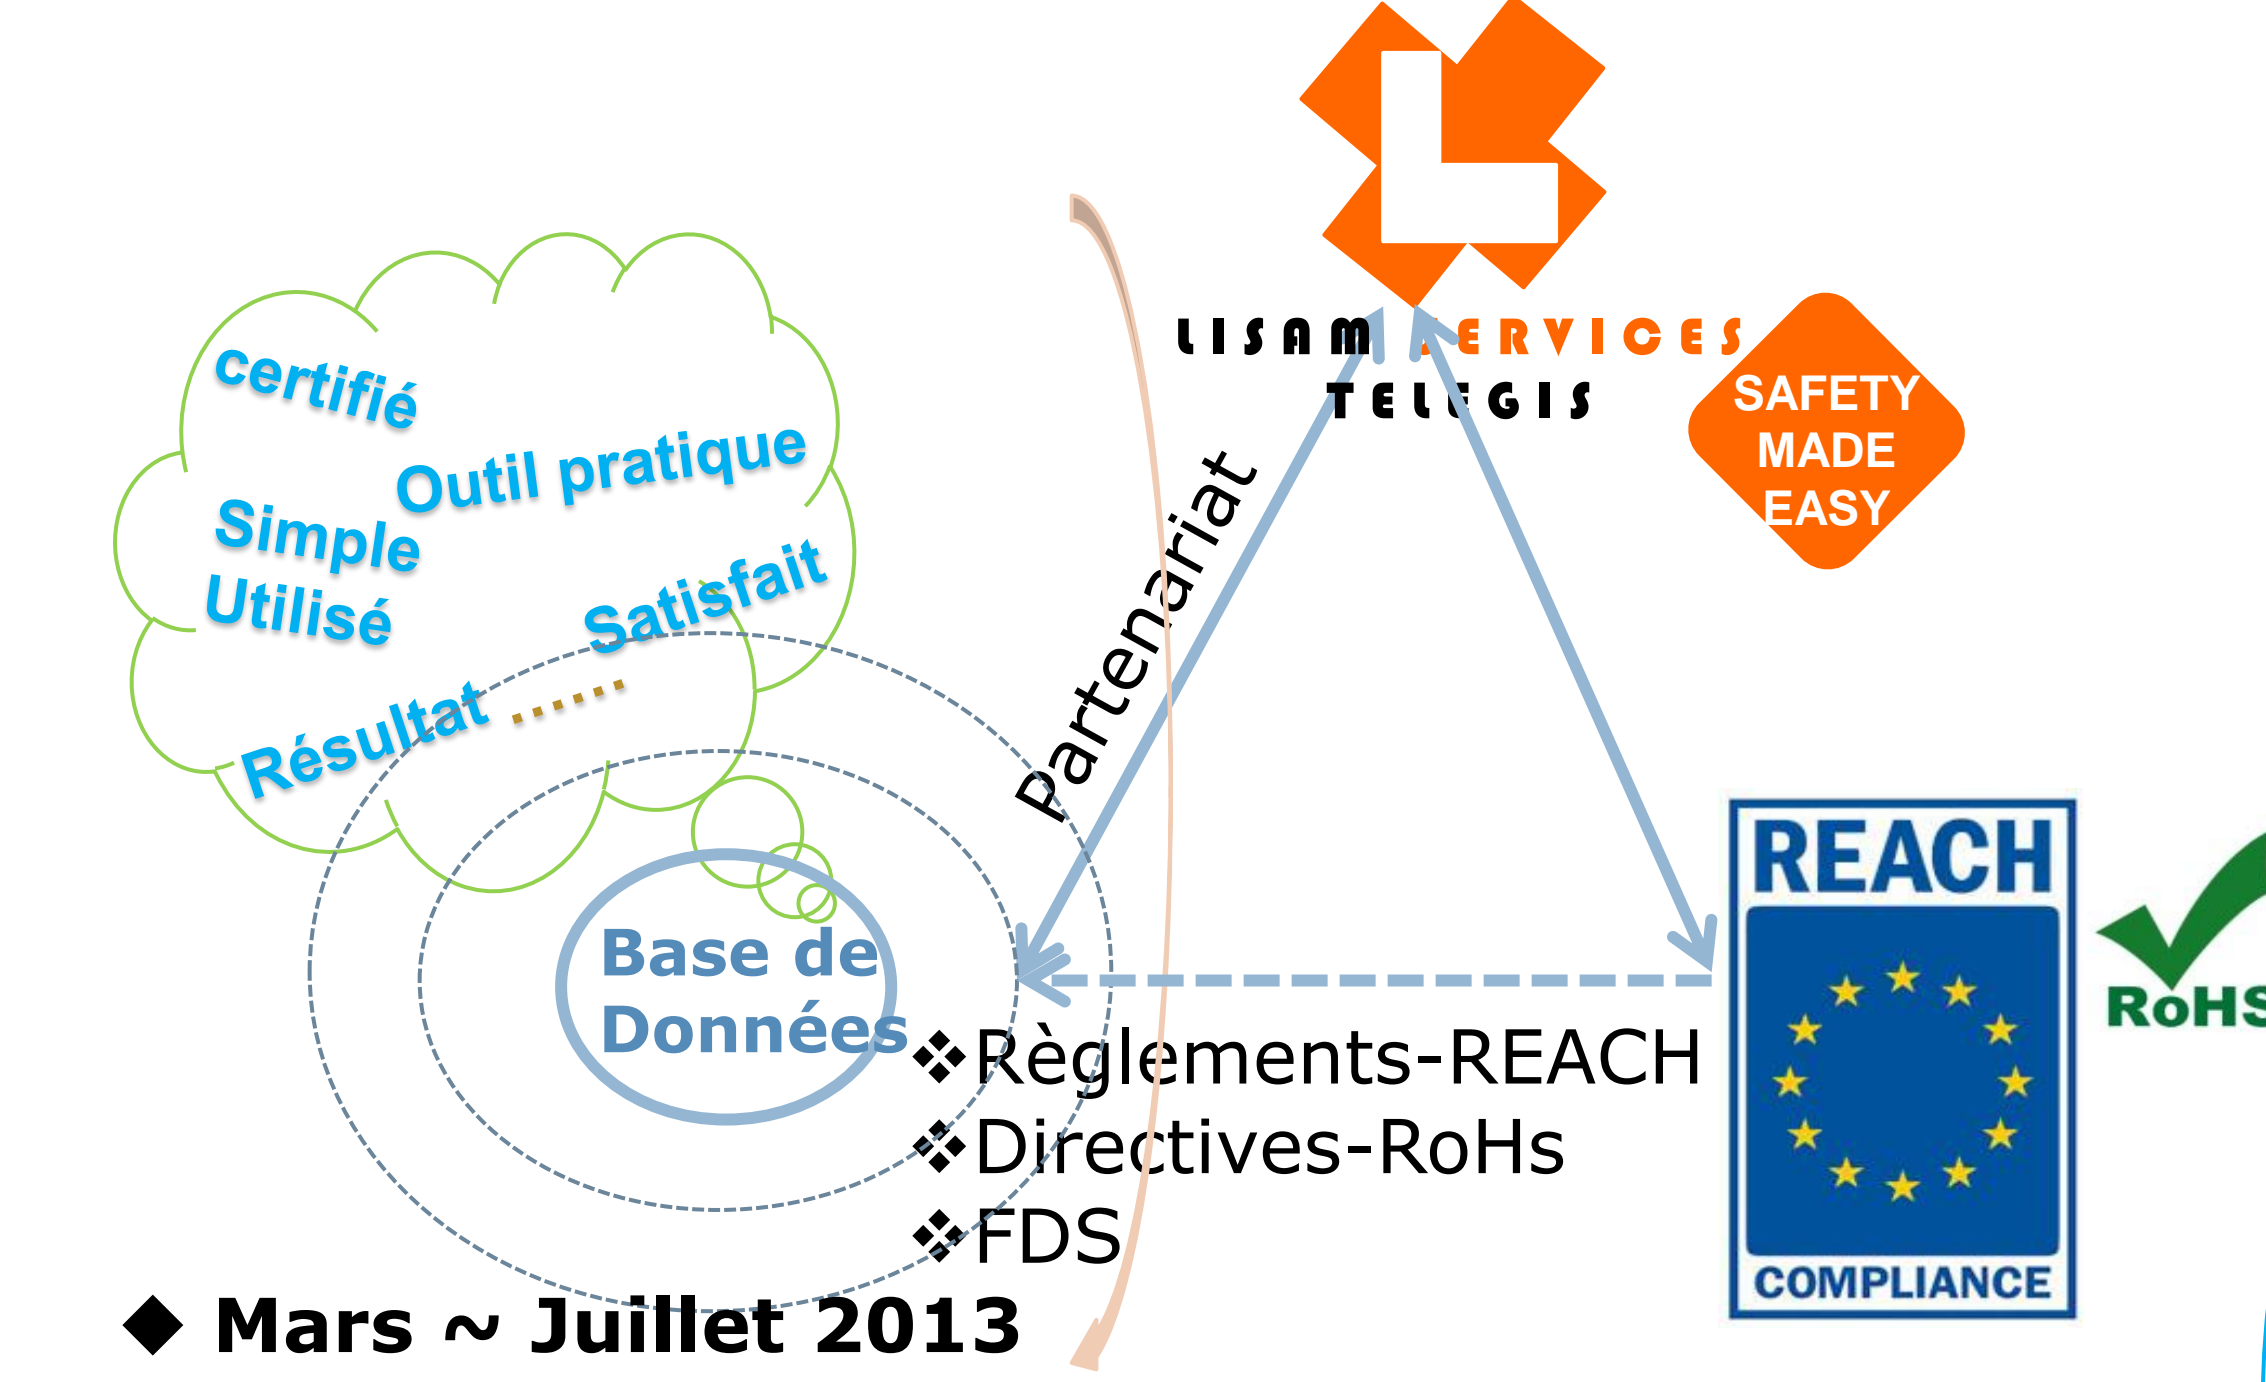 LISAM SERVICES
TELEGIS
SAFETY
MADE
EASY
certifié
Outil pratique
Simple
Utilisé
Satisfait
Résultat ......
Partenariat
Base de
Données
REACH
COMPLIANCE
RoHS
❖Règlements-REACH
❖Directives-RoHs
❖FDS
◆ Mars ~ Juillet 2013